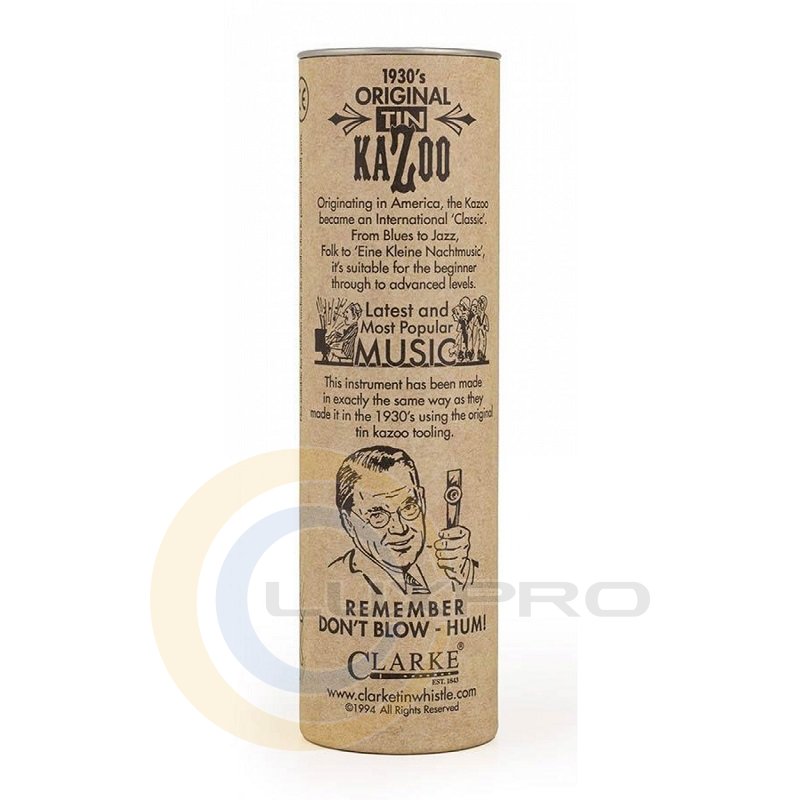 1930's
ORIGINAL
TIN
KAZOO
Originating in America, the Kazoo
became an International 'Classic'.
From Blues to Jazz,
Folk to 'Eine Kleine Nachtmusic',
it's suitable for the beginner
through to advanced levels.
Latest and
Most Popular
MUSIC
This instrument has been made
in exactly the same way as they
made it in the 1930's using the original
tin kazoo tooling.
REMEMBER
DON'T BLOW - HUM!
CLARKE®
EST. 1843
www.clarketinwhistle.com
©1994 All Rights Reserved
LUXPRO